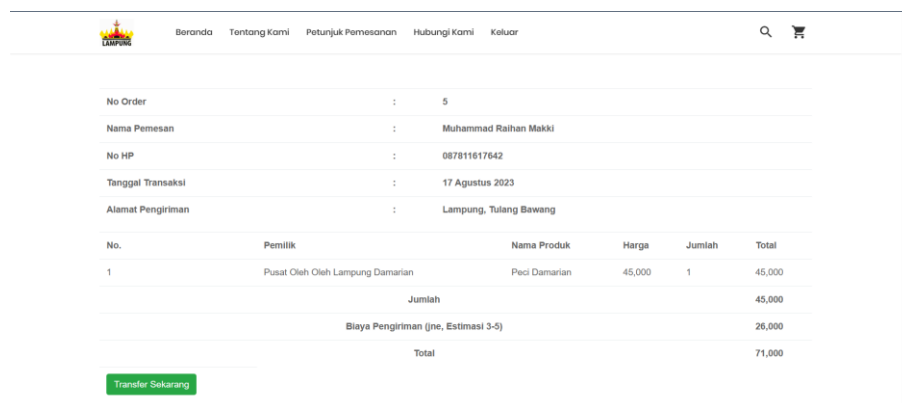 LAMPUNG
Beranda Tentang Kami Petunjuk Pemesanan Hubungi Kami Keluar
No Order : 5
Nama Pemesan : Muhammad Raihan Makki
No HP : 087811617642
Tanggal Transaksi : 17 Agustus 2023
Alamat Pengiriman : Lampung, Tulang Bawang
No. Pemilik Nama Produk Harga Jumlah Total
1 Pusat Oleh Oleh Lampung Damarian Peci Damarian 45,000 1 45,000
Jumlah 45,000
Biaya Pengiriman (jne, Estimasi 3-5) 26,000
Total 71,000
Transfer Sekarang